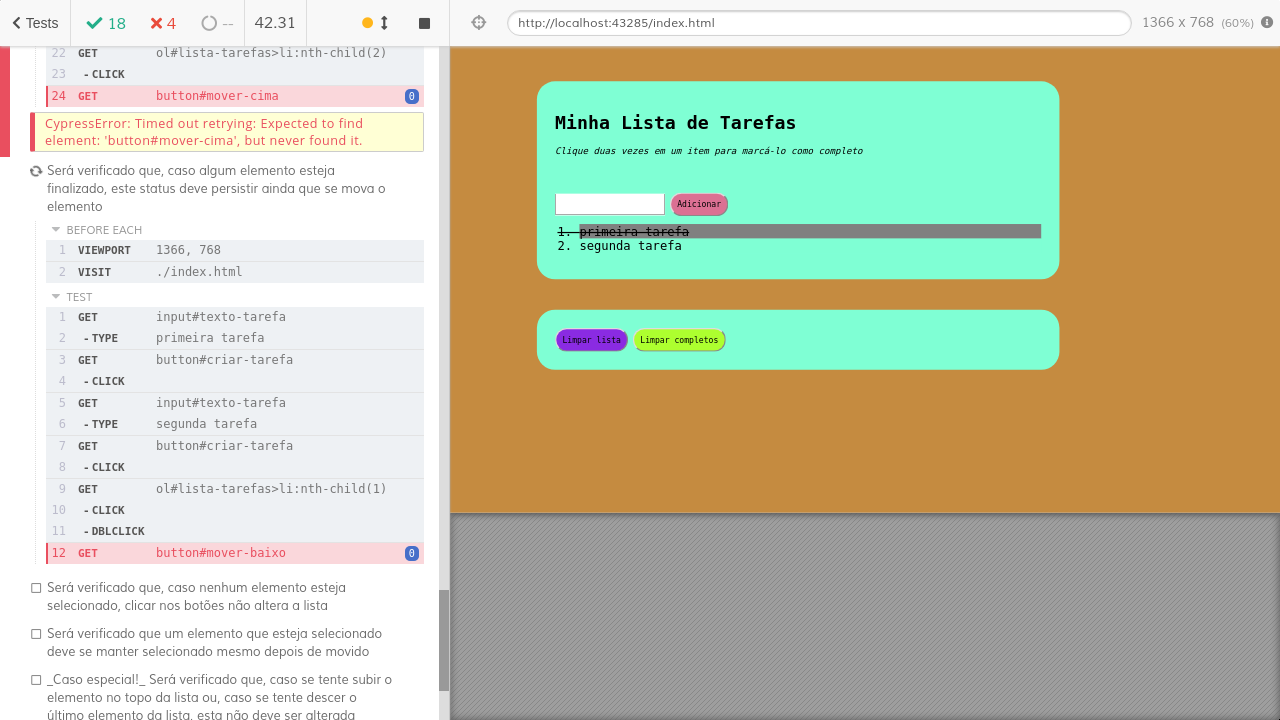 Tests
18
4
--
42.31
http://localhost:43285/index.html
1366 x 768 (60%)
22 GET ol#lista-tarefas>li:nth-child(2)
23 - CLICK
24 GET button#mover-cima 0
CypressError: Timed out retrying: Expected to find
element: 'button#mover-cima', but never found it.
Será verificado que, caso algum elemento esteja
finalizado, este status deve persistir ainda que se mova o
elemento
BEFORE EACH
1 VIEWPORT 1366, 768
2 VISIT ./index.html
TEST
1 GET input#texto-tarefa
2 - TYPE primeira tarefa
3 GET button#criar-tarefa
4 - CLICK
5 GET input#texto-tarefa
6 - TYPE segunda tarefa
7 GET button#criar-tarefa
8 - CLICK
9 GET ol#lista-tarefas>li:nth-child(1)
10 - CLICK
11 - DBLCLICK
12 GET button#mover-baixo 0
Será verificado que, caso nenhum elemento esteja
selecionado, clicar nos botões não altera a lista
Será verificado que um elemento que esteja selecionado
deve se manter selecionado mesmo depois de movido
_Caso especial!_ Será verificado que, caso se tente subir o
elemento no topo da lista ou, caso se tente descer o
último elemento da lista, esta não deve ser alterada
Minha Lista de Tarefas
Clique duas vezes em um item para marcá-lo como completo
Adicionar
1. primeira tarefa
2. segunda tarefa
Limpar lista
Limpar completos